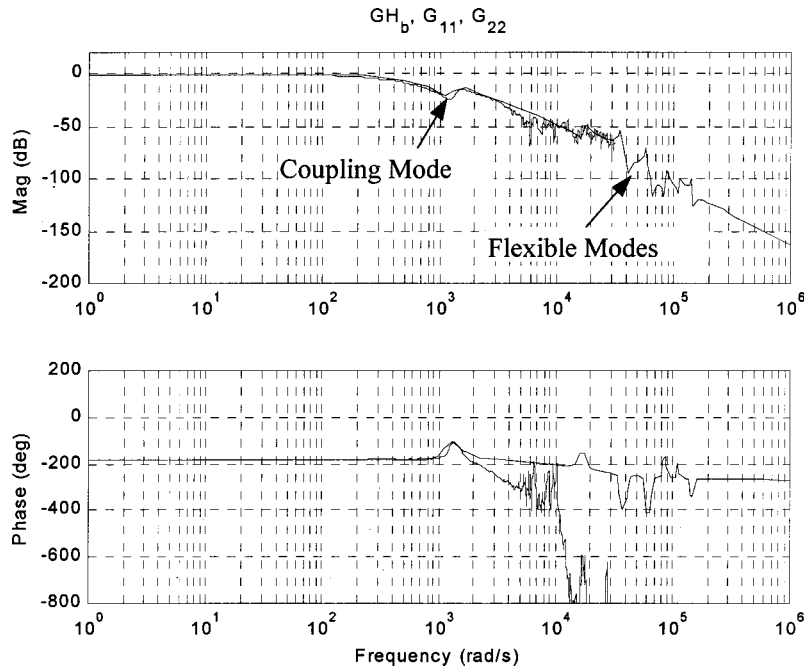 GH_b, G_11, G_22
Mag (dB)
0
-50
-100
-150
-200
Coupling Mode
Flexible Modes
10^0 10^1 10^2 10^3 10^4 10^5 10^6
Phase (deg)
200
0
-200
-400
-600
-800
10^0 10^1 10^2 10^3 10^4 10^5 10^6
Frequency (rad/s)